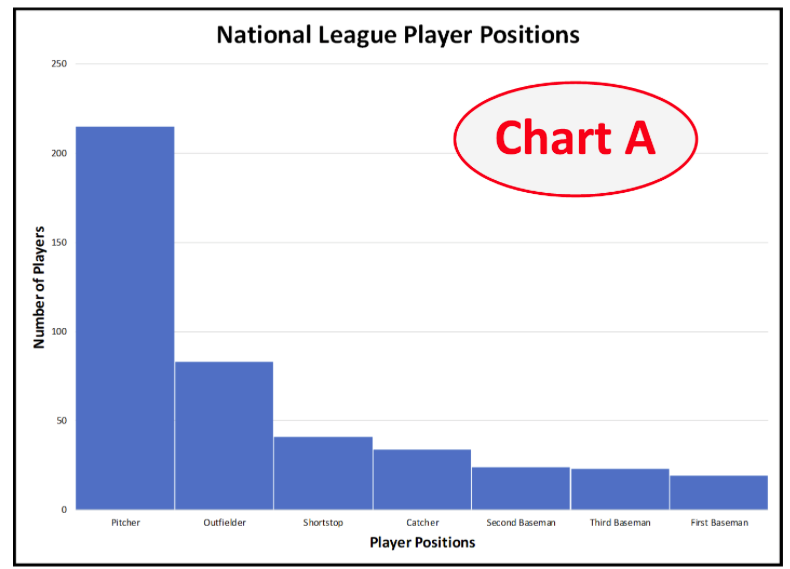 National League Player Positions
Chart A
250
200
150
100
50
0
Number of Players
Pitcher Outfielder Shortstop Catcher Second Baseman Third Baseman First Baseman
Player Positions